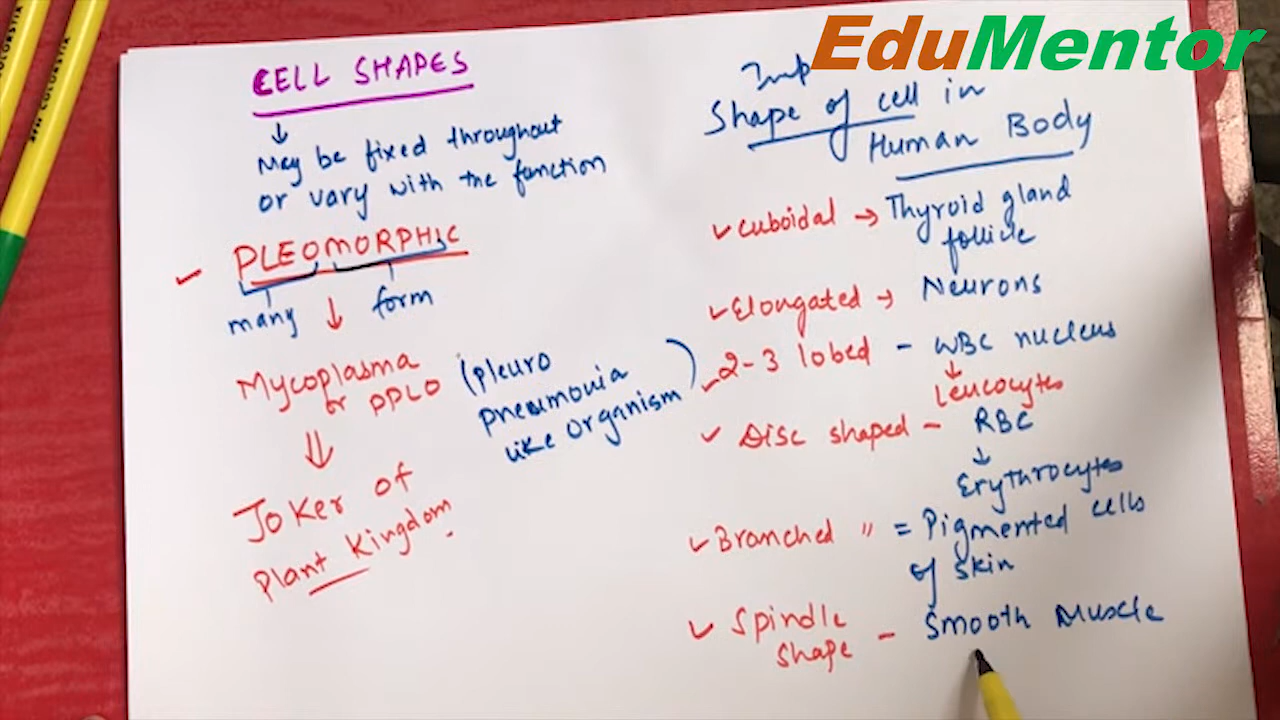 EduMentor
CELL SHAPES
↓
May be fixed throughout
or vary with the function
✓ PLEOMORPHIC
many ↓ form
Mycoplasma
or PPLO (pleuro
pneumonia
like organism)
⇓
Joker of
Plant Kingdom
Imp
Shape of cell in
Human Body
✓ Cuboidal → Thyroid gland
follicle
✓ Elongated → Neurons
✓ 2-3 lobed - WBC nucleus
↓
Leucocytes
✓ Disc shaped - RBC
↓
Erythrocytes
✓ Branched " = Pigmented cells
of skin
✓ Spindle
shape - Smooth Muscle